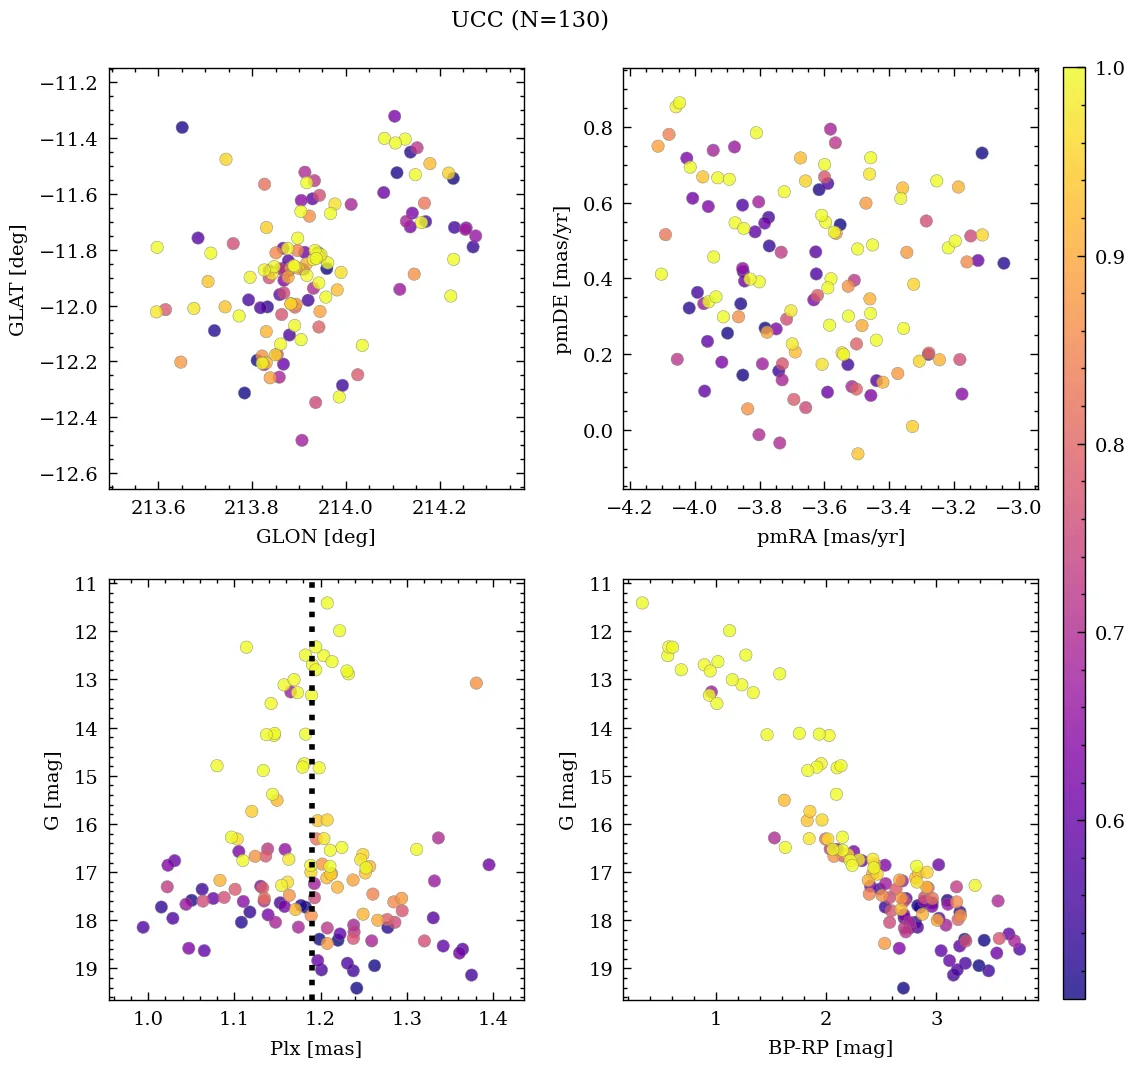 UCC (N=130)
−11.2
−11.4
−11.6
−11.8
−12.0
−12.2
−12.4
−12.6
GLAT [deg]
213.6 213.8 214.0 214.2
GLON [deg]
0.8
0.6
0.4
0.2
0.0
pmDE [mas/yr]
−4.2 −4.0 −3.8 −3.6 −3.4 −3.2 −3.0
pmRA [mas/yr]
11
12
13
14
15
16
17
18
19
G [mag]
1.0 1.1 1.2 1.3 1.4
Plx [mas]
11
12
13
14
15
16
17
18
19
G [mag]
1 2 3
BP-RP [mag]
1.0
0.9
0.8
0.7
0.6